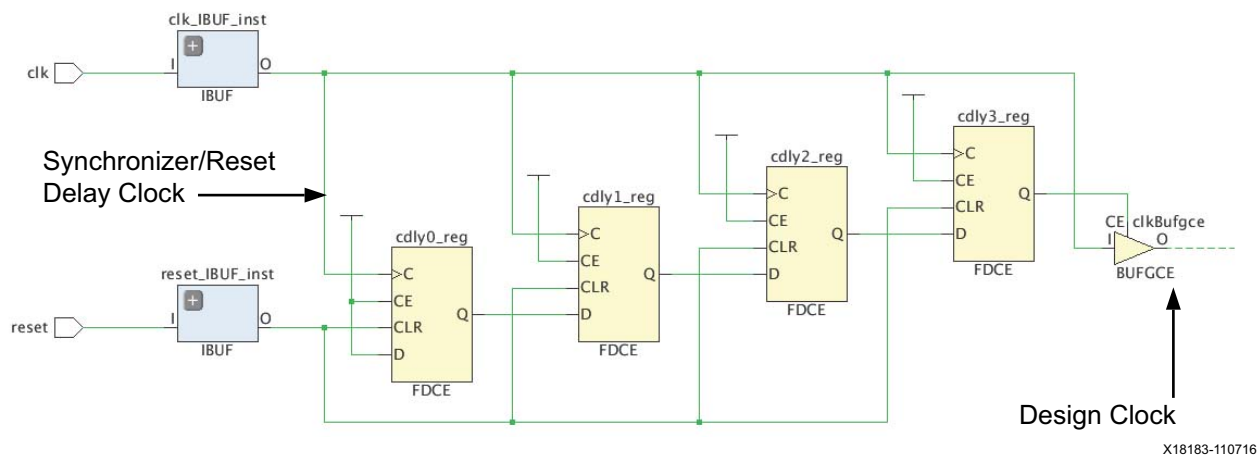 clk_IBUF_inst
clk
I
O
IBUF
cdly3_reg
C
CE
CLR
D
Q
FDCE
cdly2_reg
C
CE
CLR
D
Q
FDCE
cdly1_reg
C
CE
CLR
D
Q
FDCE
Synchronizer/Reset
Delay Clock
cdly0_reg
C
CE
CLR
D
Q
FDCE
CE clkBufgce
I
O
BUFGCE
reset_IBUF_inst
reset
I
O
IBUF
Design Clock
X18183-110716